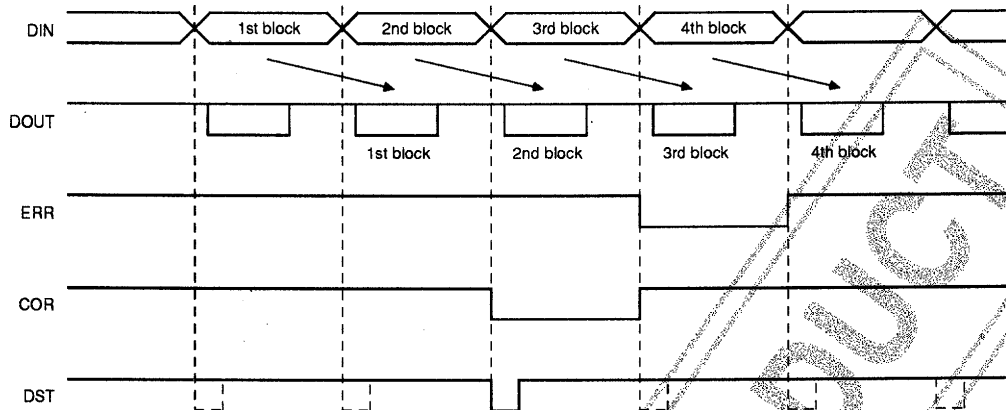 DIN 1st block 2nd block 3rd block 4th block
DOUT
1st block 2nd block 3rd block 4th block
ERR
COR
DST
DUCT